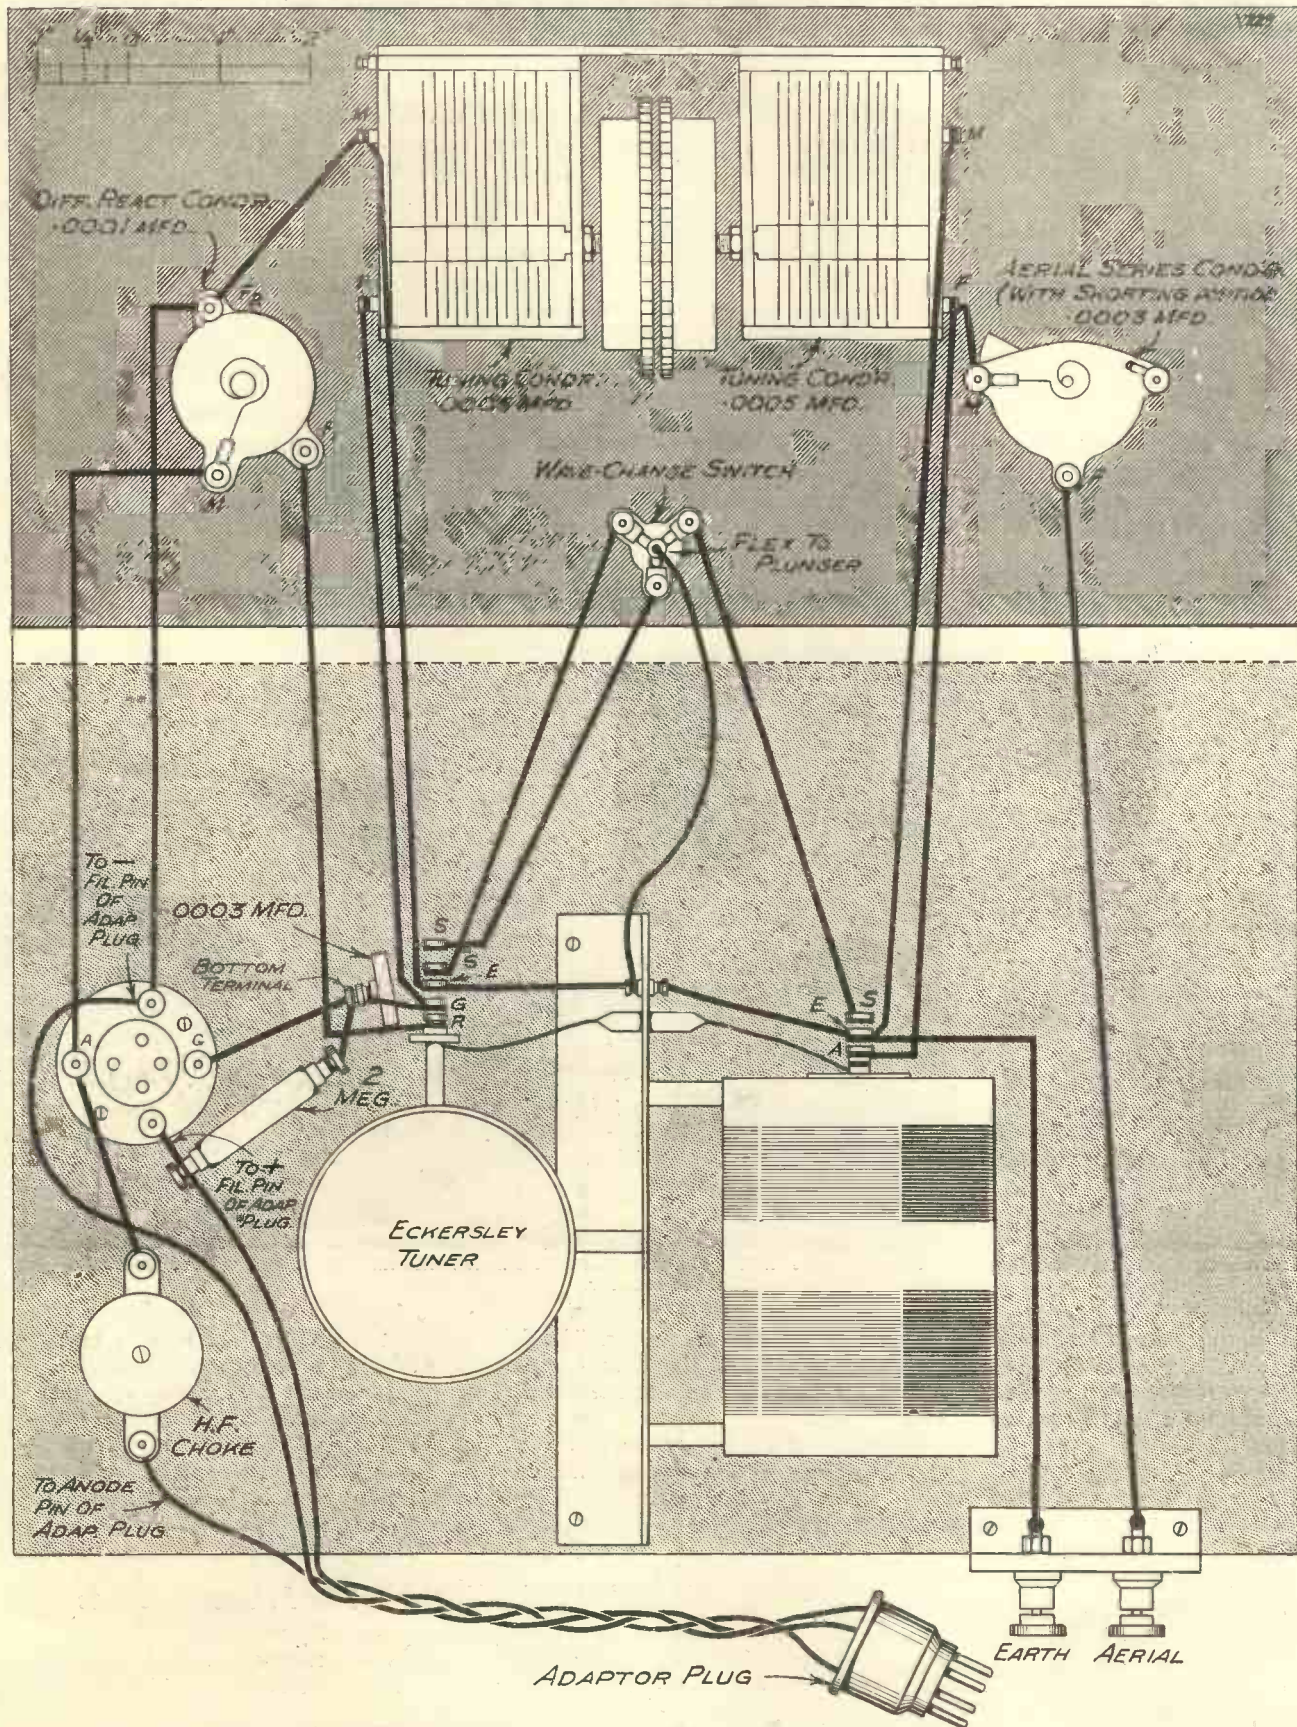 M
M
DIFF. REACT CONDR.
.0001 MFD.
F2
F
F
AERIAL SERIES CONDR
(WITH SHORTING
.0003 MFD.
TUNING CONDR.
.0005 MFD.
TUNING CONDR.
.0005 MFD.
F
M
M
F
WAVE-CHANGE SWITCH
FLEX TO
PLUNGER
TO —
FIL. PIN
OF
ADAP.
PLUG
.0003 MFD.
BOTTOM
TERMINAL
S
S
E
G
R
E
S
A
A
G
2
MEG.
TO +
FIL. PIN
OF ADAP.
PLUG.
ECKERSLEY
TUNER
H.F.
CHOKE
TO ANODE
PIN OF
ADAP. PLUG
ADAPTOR PLUG
EARTH
AERIAL